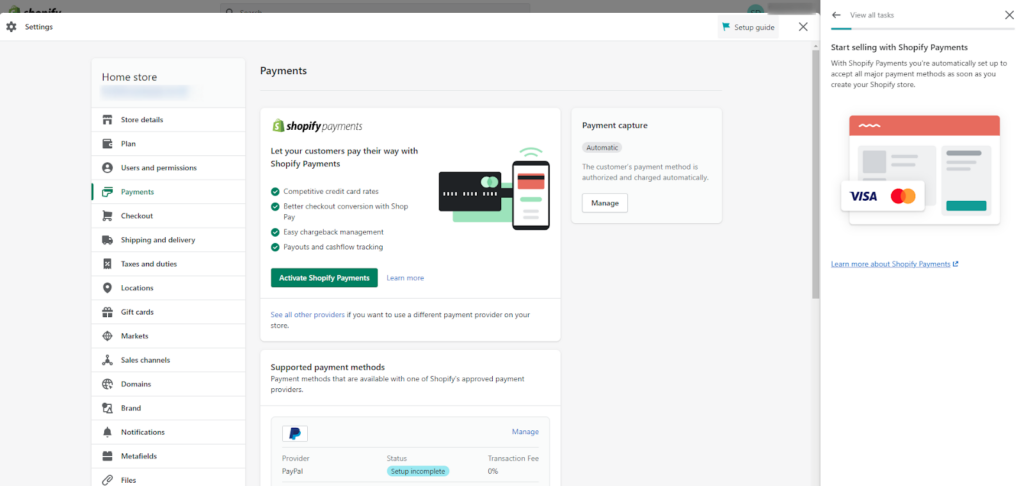 shopify
Search
Settings
Setup guide
Home store
Store details
Plan
Users and permissions
Payments
Checkout
Shipping and delivery
Taxes and duties
Locations
Gift cards
Markets
Sales channels
Domains
Brand
Notifications
Metafields
Files
Payments
shopify payments
Let your customers pay their way with
Shopify Payments
Competitive credit card rates
Better checkout conversion with Shop
Pay
Easy chargeback management
Payouts and cashflow tracking
Activate Shopify Payments
Learn more
See all other providers if you want to use a different payment provider on your
store.
Supported payment methods
Payment methods that are available with one of Shopify's approved payment
providers.
Manage
Provider
Status
Transaction Fee
PayPal
Setup incomplete
0%
Payment capture
Automatic
The customer's payment method is
authorized and charged automatically.
Manage
View all tasks
Start selling with Shopify Payments
With Shopify Payments you're automatically set up to
accept all major payment methods as soon as you
create your Shopify store.
VISA
Learn more about Shopify Payments